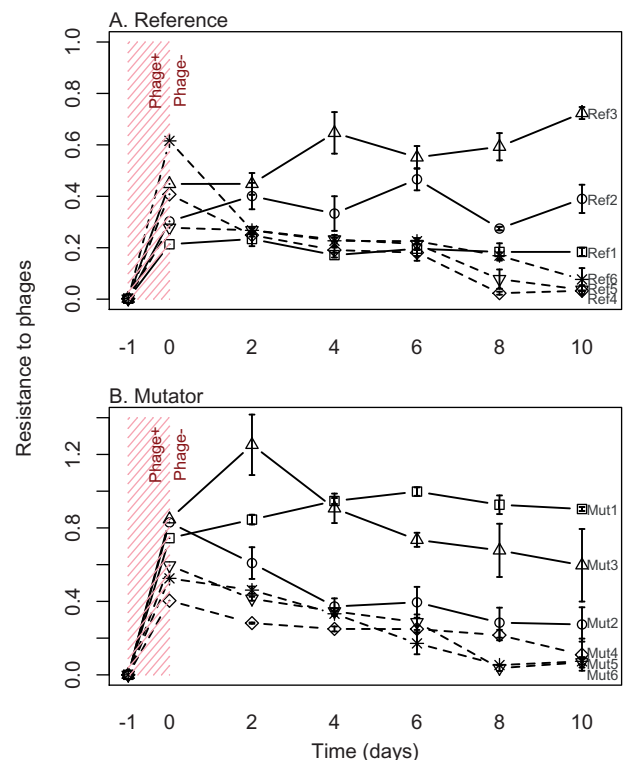 A. Reference
Resistance to phages
1.0
0.8
0.6
0.4
0.2
0.0
Phage+
Phage-
Ref3
Ref2
Ref1
Ref6
Ref5
Ref4
-1 0 2 4 6 8 10
B. Mutator
1.2
0.8
0.4
0.0
Phage+
Phage-
Mut1
Mut3
Mut2
Mut4
Mut5
Mut6
-1 0 2 4 6 8 10
Time (days)